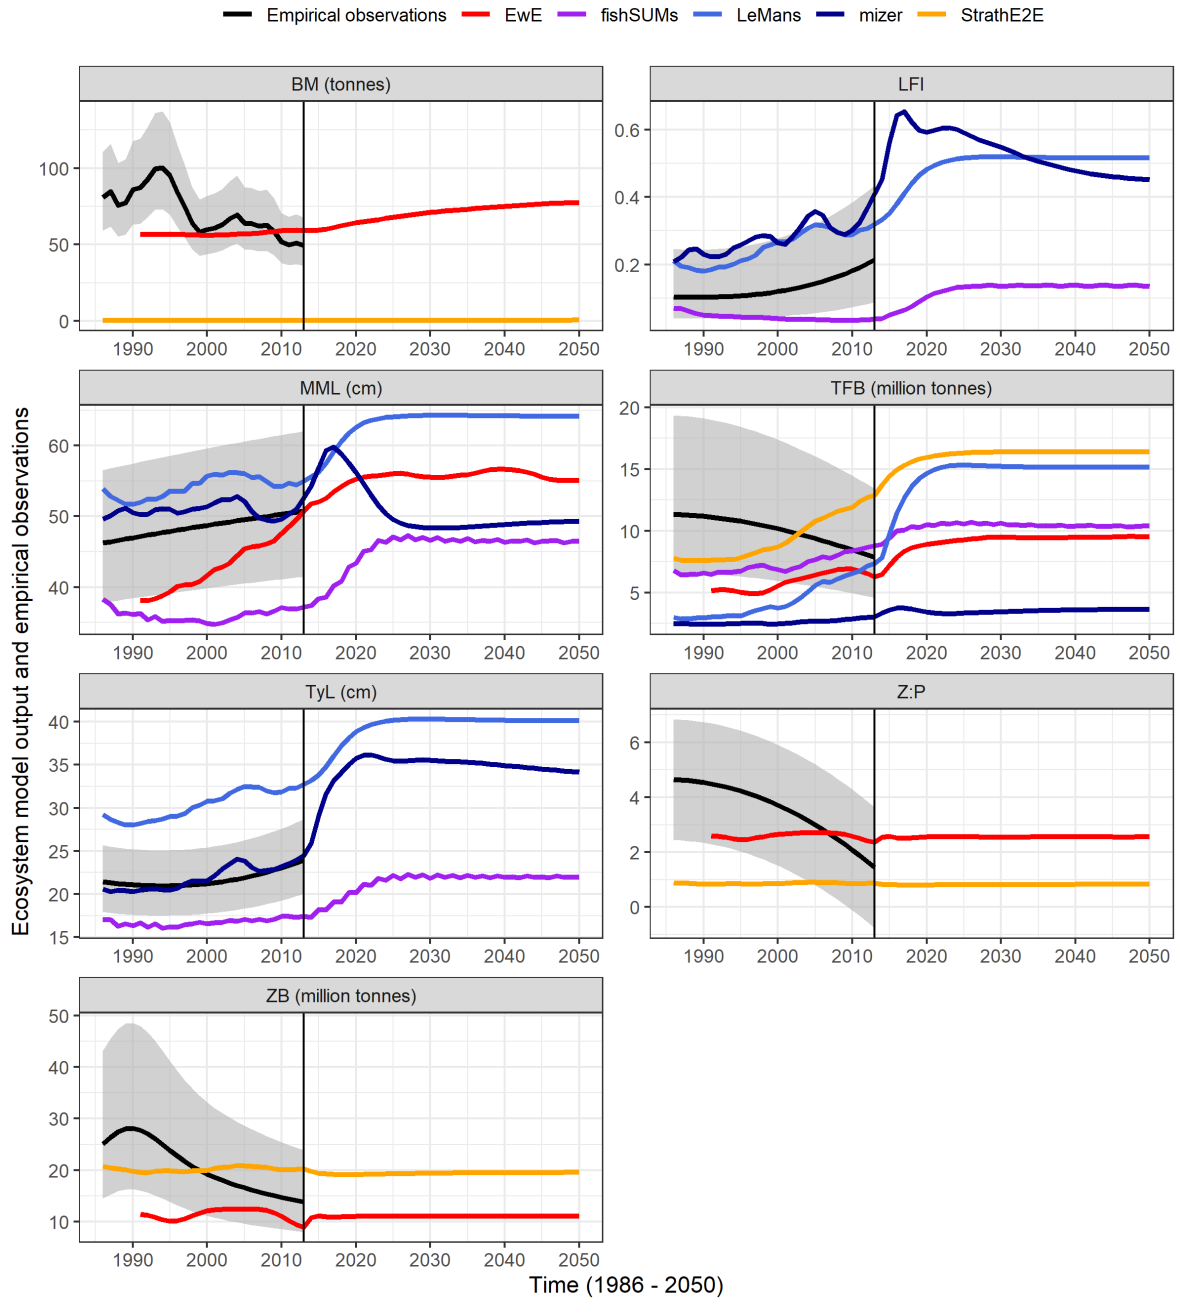 Empirical observations EwE fishSUMs LeMans mizer StrathE2E
BM (tonnes)
100
50
0
1990 2000 2010 2020 2030 2040 2050
LFI
0.6
0.4
0.2
1990 2000 2010 2020 2030 2040 2050
MML (cm)
60
50
40
1990 2000 2010 2020 2030 2040 2050
TFB (million tonnes)
20
15
10
5
1990 2000 2010 2020 2030 2040 2050
TyL (cm)
40
35
30
25
20
15
1990 2000 2010 2020 2030 2040 2050
Z:P
6
4
2
0
1990 2000 2010 2020 2030 2040 2050
ZB (million tonnes)
50
40
30
20
10
1990 2000 2010 2020 2030 2040 2050
Ecosystem model output and empirical observations
Time (1986 - 2050)